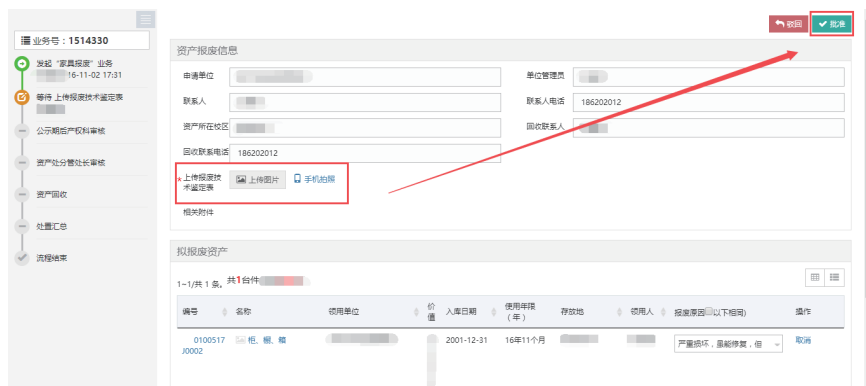 业务号：1514330
发起 "家具报废" 业务
16-11-02 17:31
等待 上传报废技术鉴定表
公示期后产权科审核
资产处分管处长审核
资产回收
处置汇总
流程结束
驳回 批准
资产报废信息
申请单位 单位管理员
联系人 联系人电话 186202012
资产所在校区 回收联系人
回收联系电话 186202012
*上传报废技术鉴定表 上传图片 手机拍照
相关附件
拟报废资产
1~1/共 1 条。共1台件
编号 名称 领用单位 价值 入库日期 使用年限（年） 存放地 领用人 报废原因(以下相同) 操作
0100517J0002 柜、橱、箱 2001-12-31 16年11个月 严重损坏，虽能修复，但 取消